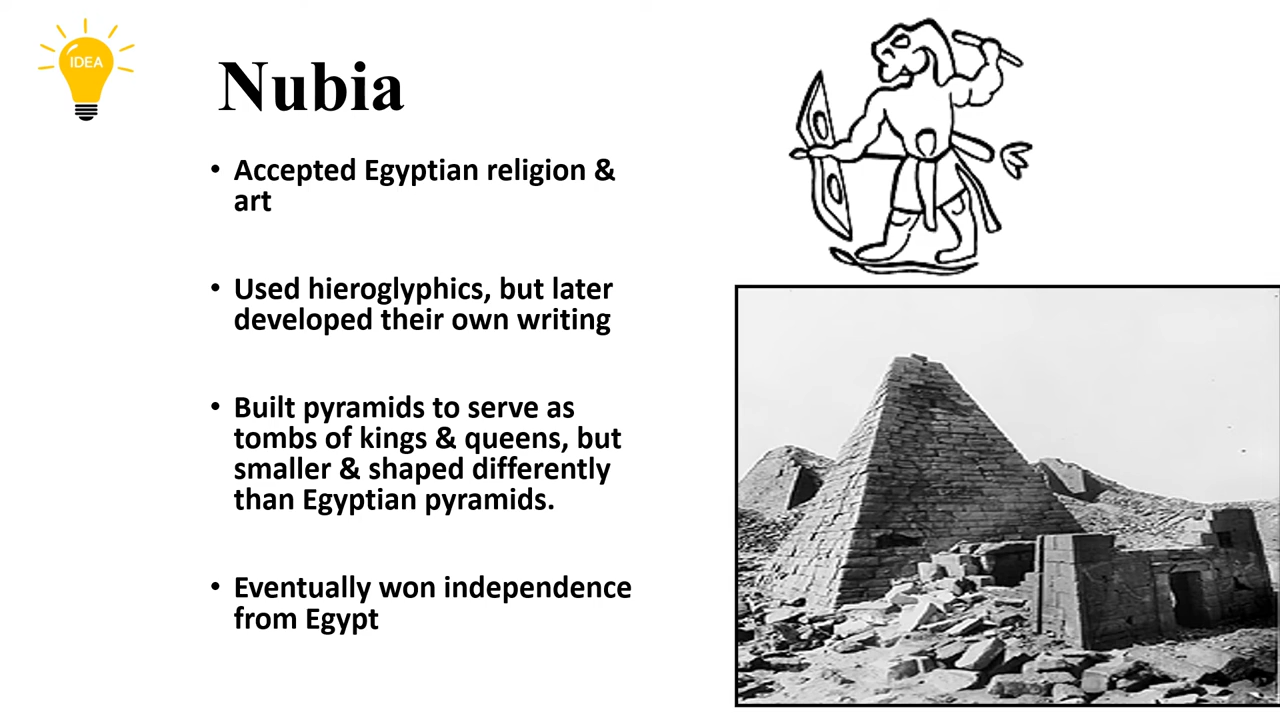 IDEA
Nubia
• Accepted Egyptian religion &
art
• Used hieroglyphics, but later
developed their own writing
• Built pyramids to serve as
tombs of kings & queens, but
smaller & shaped differently
than Egyptian pyramids.
• Eventually won independence
from Egypt